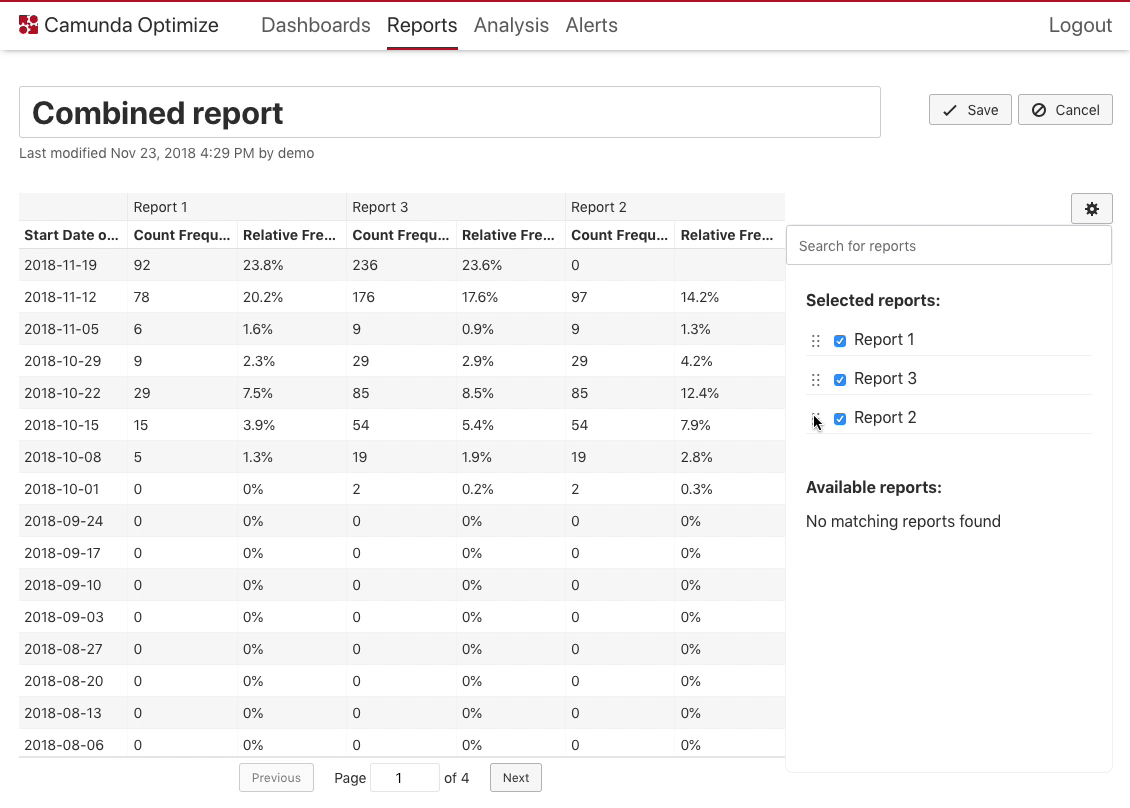 Camunda Optimize Dashboards Reports Analysis Alerts Logout
Combined report
Save Cancel
Last modified Nov 23, 2018 4:29 PM by demo
Report 1 Report 3 Report 2
Start Date o... Count Frequ... Relative Fre... Count Frequ... Relative Fre... Count Frequ... Relative Fre...
2018-11-19 92 23.8% 236 23.6% 0
2018-11-12 78 20.2% 176 17.6% 97 14.2%
2018-11-05 6 1.6% 9 0.9% 9 1.3%
2018-10-29 9 2.3% 29 2.9% 29 4.2%
2018-10-22 29 7.5% 85 8.5% 85 12.4%
2018-10-15 15 3.9% 54 5.4% 54 7.9%
2018-10-08 5 1.3% 19 1.9% 19 2.8%
2018-10-01 0 0% 2 0.2% 2 0.3%
2018-09-24 0 0% 0 0% 0 0%
2018-09-17 0 0% 0 0% 0 0%
2018-09-10 0 0% 0 0% 0 0%
2018-09-03 0 0% 0 0% 0 0%
2018-08-27 0 0% 0 0% 0 0%
2018-08-20 0 0% 0 0% 0 0%
2018-08-13 0 0% 0 0% 0 0%
2018-08-06 0 0% 0 0% 0 0%
Previous Page 1 of 4 Next
Search for reports
Selected reports:
Report 1
Report 3
Report 2
Available reports:
No matching reports found